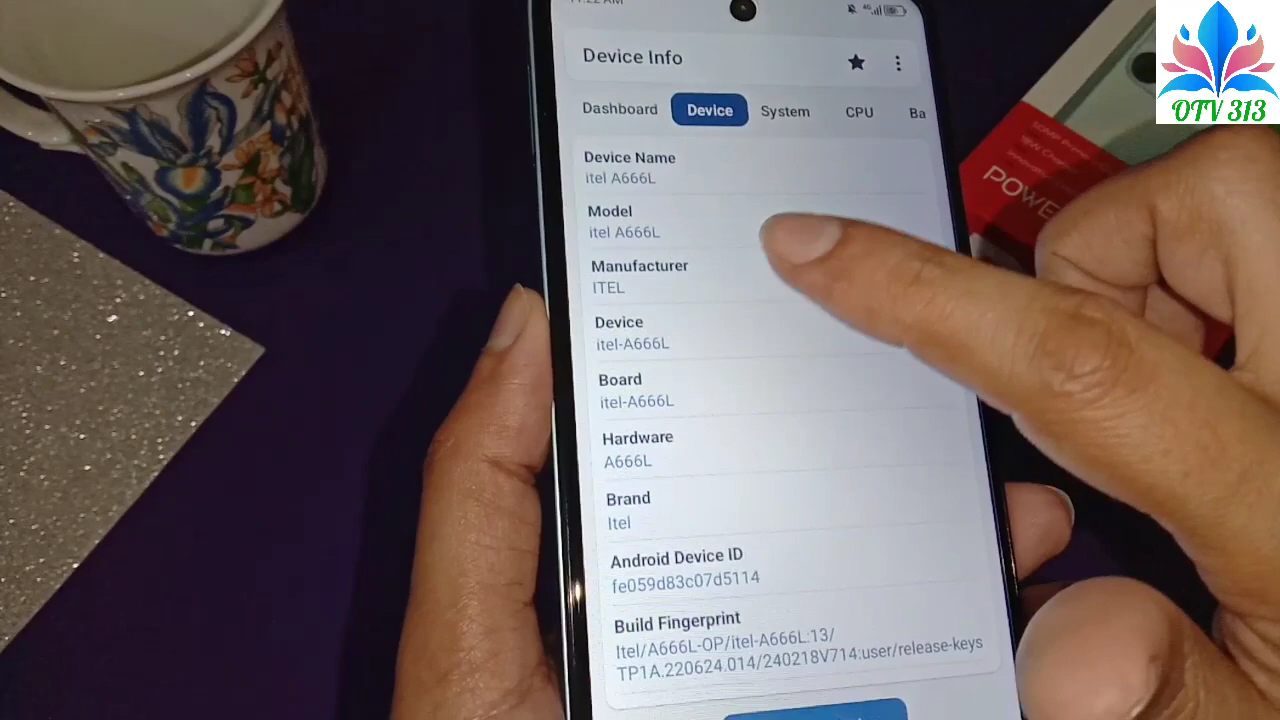 OTV 313
Device Info
Dashboard Device System CPU Ba
Device Name
itel A666L
Model
itel A666L
Manufacturer
ITEL
Device
itel-A666L
Board
itel-A666L
Hardware
A666L
Brand
Itel
Android Device ID
fe059d83c07d5114
Build Fingerprint
Itel/A666L-OP/itel-A666L:13/
TP1A.220624.014/240218V714:user/release-keys
POWE